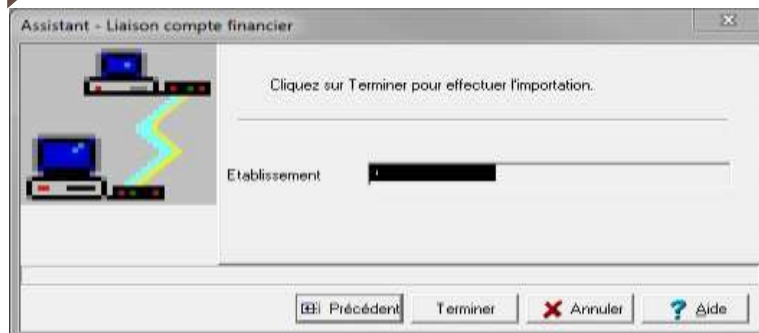 Assistant - Liaison compte financier
Cliquez sur Terminer pour effectuer l'importation.
Etablissement
Précédent Terminer Annuler ? Aide